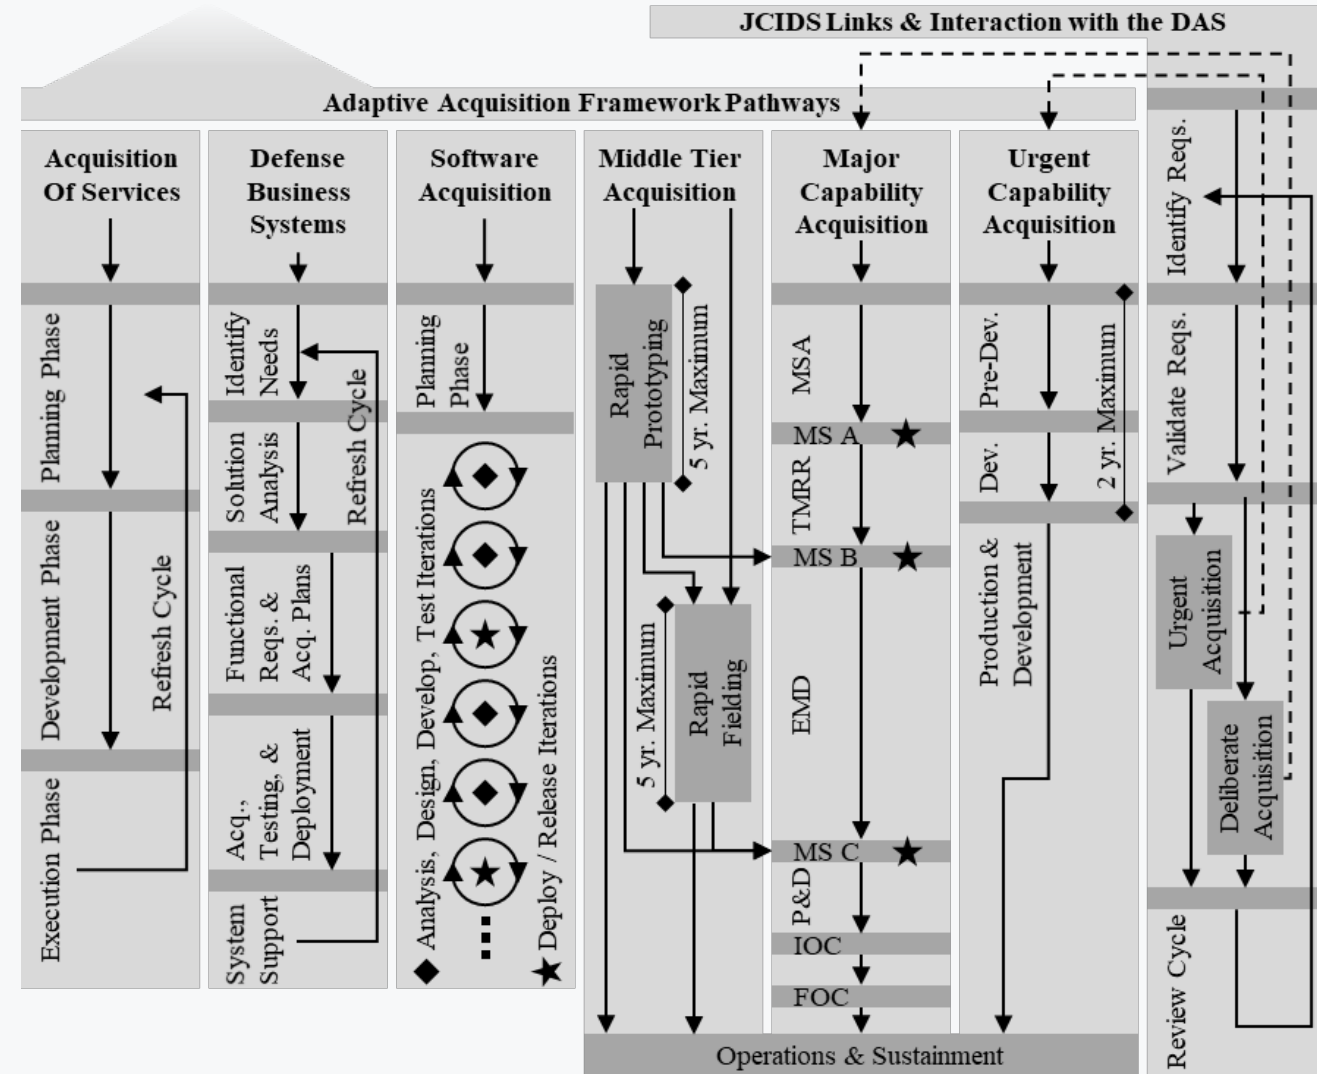 JCIDS Links & Interaction with the DAS
Adaptive Acquisition Framework Pathways
Acquisition
Of Services
Planning Phase
Development Phase
Execution Phase
Refresh Cycle
Defense
Business
Systems
Identify
Needs
Solution
Analysis
Functional
Reqs. &
Acq. Plans
Acq.,
Testing, &
Deployment
System
Support
Refresh Cycle
Software
Acquisition
Planning
Phase
Analysis, Design, Develop, Test Iterations
Deploy / Release Iterations
Middle Tier
Acquisition
Rapid
Prototyping
5 yr. Maximum
Rapid
Fielding
5 yr. Maximum
Major
Capability
Acquisition
MSA
MS A
TMRR
MS B
EMD
MS C
P&D
IOC
FOC
Urgent
Capability
Acquisition
Pre-Dev.
Dev.
2 yr. Maximum
Production &
Development
Operations & Sustainment
Identify Reqs.
Validate Reqs.
Urgent
Acquisition
Deliberate
Acquisition
Review Cycle